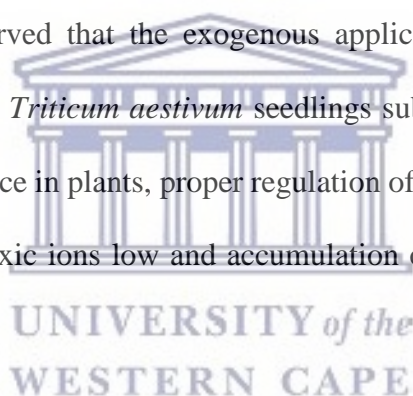 rved that the exogenous applic
Triticum aestivum seedlings sub
ce in plants, proper regulation of
xic ions low and accumulation
UNIVERSITY of the
WESTERN CAPE